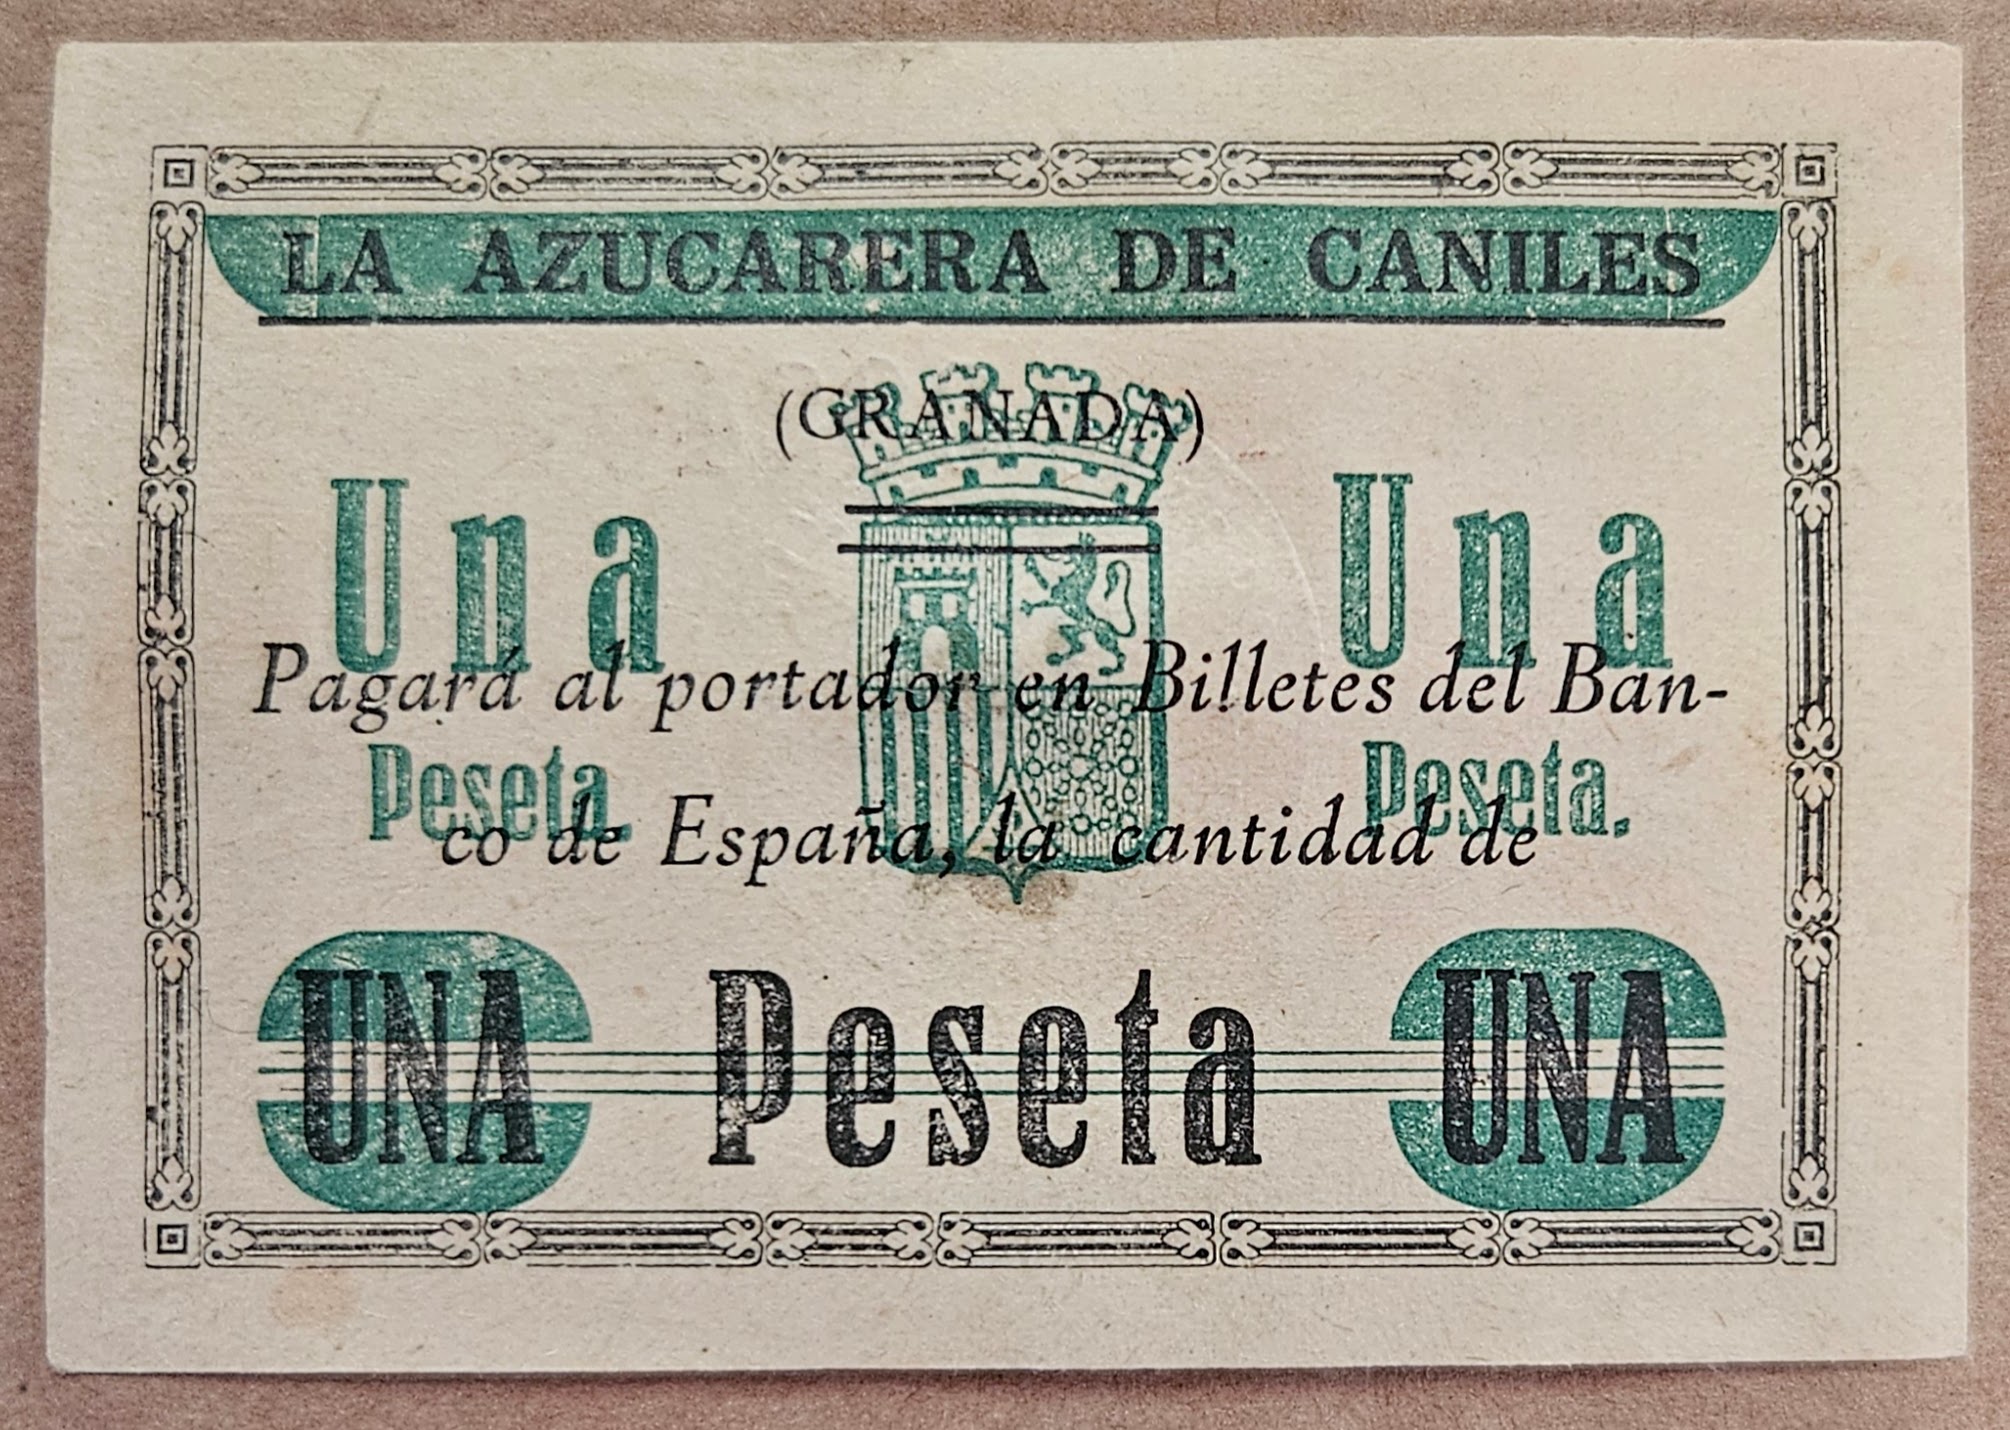 LA AZUCARERA DE CANILES
(GRANADA)
Una Una
Pagará al portador en Billetes del Ban-
Peseta. Peseta.
co de España, la cantidad de
UNA Peseta UNA